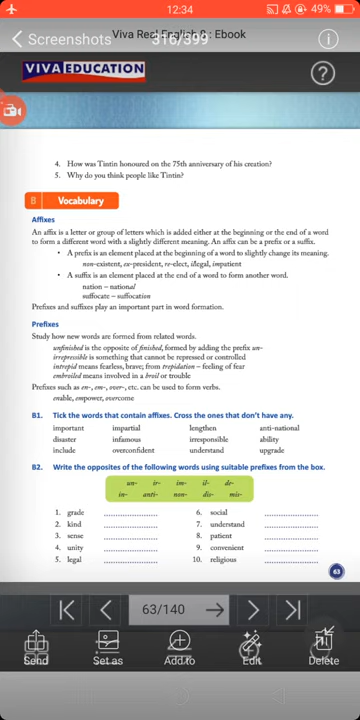 12:34
49%
Screenshots
Viva Real English 8 : Ebook
316/399
VIVA EDUCATION
4. How was Tintin honoured on the 75th anniversary of his creation?
5. Why do you think people like Tintin?
B Vocabulary
Affixes
An affix is a letter or group of letters which is added either at the beginning or the end of a word
to form a different word with a slightly different meaning. An affix can be a prefix or a suffix.
• A prefix is an element placed at the beginning of a word to slightly change its meaning.
non-existent, ex-president, re-elect, illegal, impatient
• A suffix is an element placed at the end of a word to form another word.
nation – national
suffocate – suffocation
Prefixes and suffixes play an important part in word formation.
Prefixes
Study how new words are formed from related words.
unfinished is the opposite of finished, formed by adding the prefix un-
irrepressible is something that cannot be repressed or controlled
intrepid means fearless, brave; from trepidation – feeling of fear
embroiled means involved in a broil or trouble
Prefixes such as en-, em-, over-, etc. can be used to form verbs.
enable, empower, overcome
B1. Tick the words that contain affixes. Cross the ones that don't have any.
important impartial lengthen anti-national
disaster infamous irresponsible ability
include overconfident understand upgrade
B2. Write the opposites of the following words using suitable prefixes from the box.
un- ir- im- il- de-
in- anti- non- dis- mis-
1. grade ........................ 6. social ........................
2. kind ........................ 7. understand ........................
3. sense ........................ 8. patient ........................
4. unity ........................ 9. convenient ........................
5. legal ........................ 10. religious ........................
63
63/140
Send
Set as
Add to
Edit
Delete